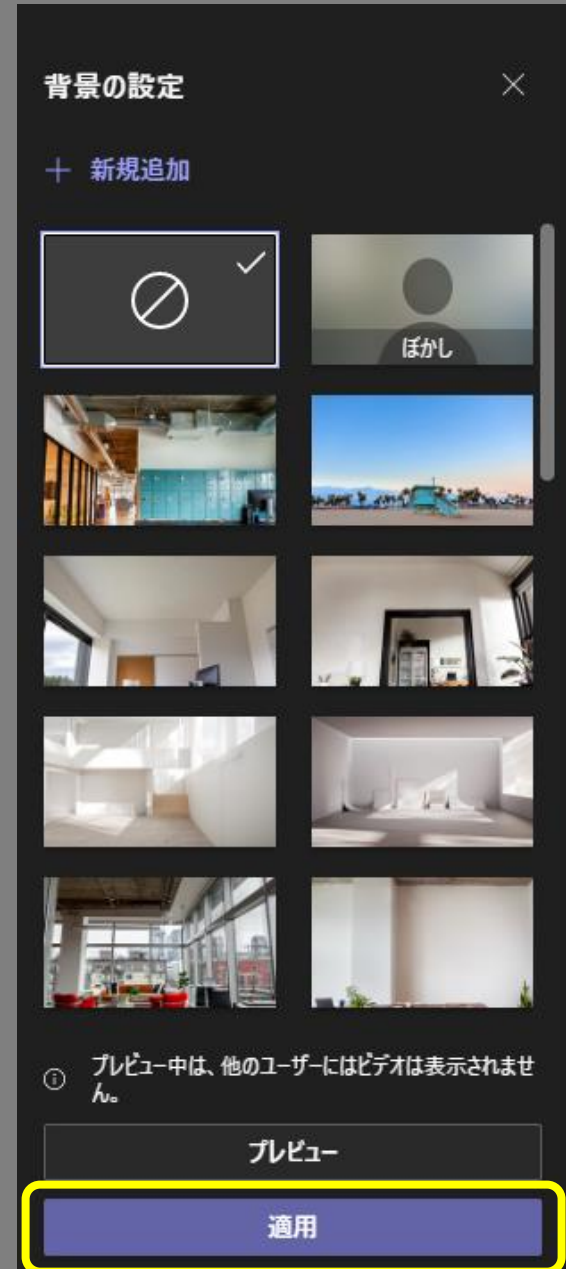 背景の設定
新規追加
ぼかし
プレビュー中は、他のユーザーにはビデオは表示されませ
ん。
プレビュー
適用